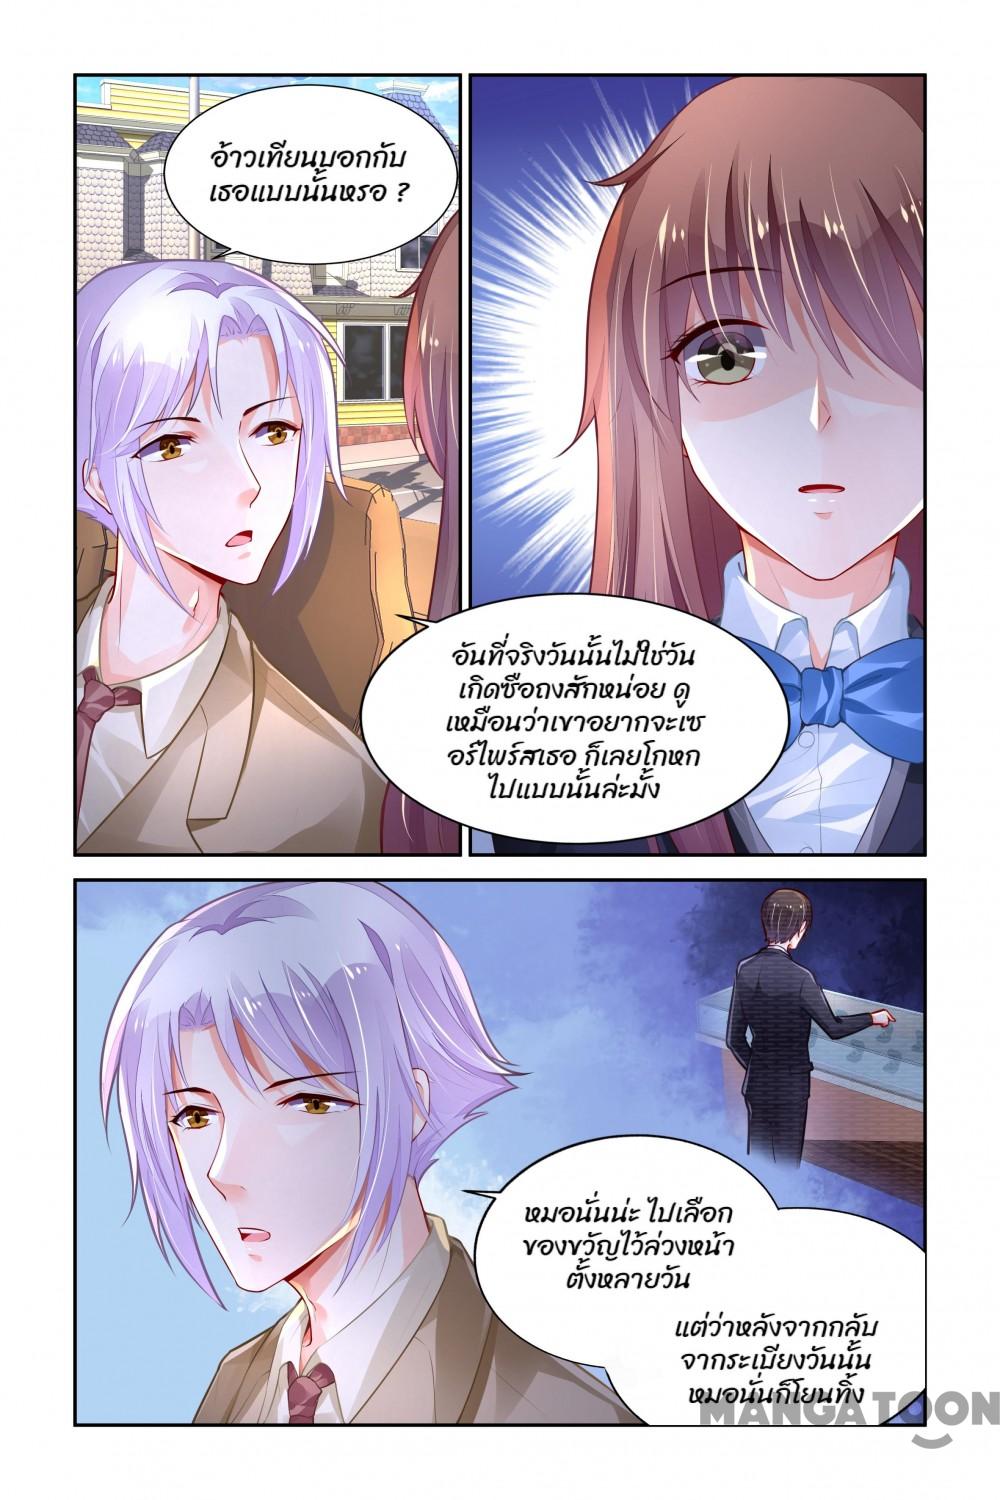 อ้าวเทียนบอกกับ
เธอแบบนั้นหรอ ?
อันที่จริงวันนั้นไม่ใช่วัน
เกิดซือถงสักหน่อย ดู
เหมือนว่าเขาอยากจะเซ
อร์ไพร์สเธอ ก็เลยโกหก
ไปแบบนั้นล่ะมั้ง
หมอนั่นน่ะ ไปเลือก
ของขวัญไว้ล่วงหน้า
ตั้งหลายวัน
แต่ว่าหลังจากกลับ
จากระเบียงวันนั้น
หมอนั่นก็โยนทิ้ง
MANGATOON